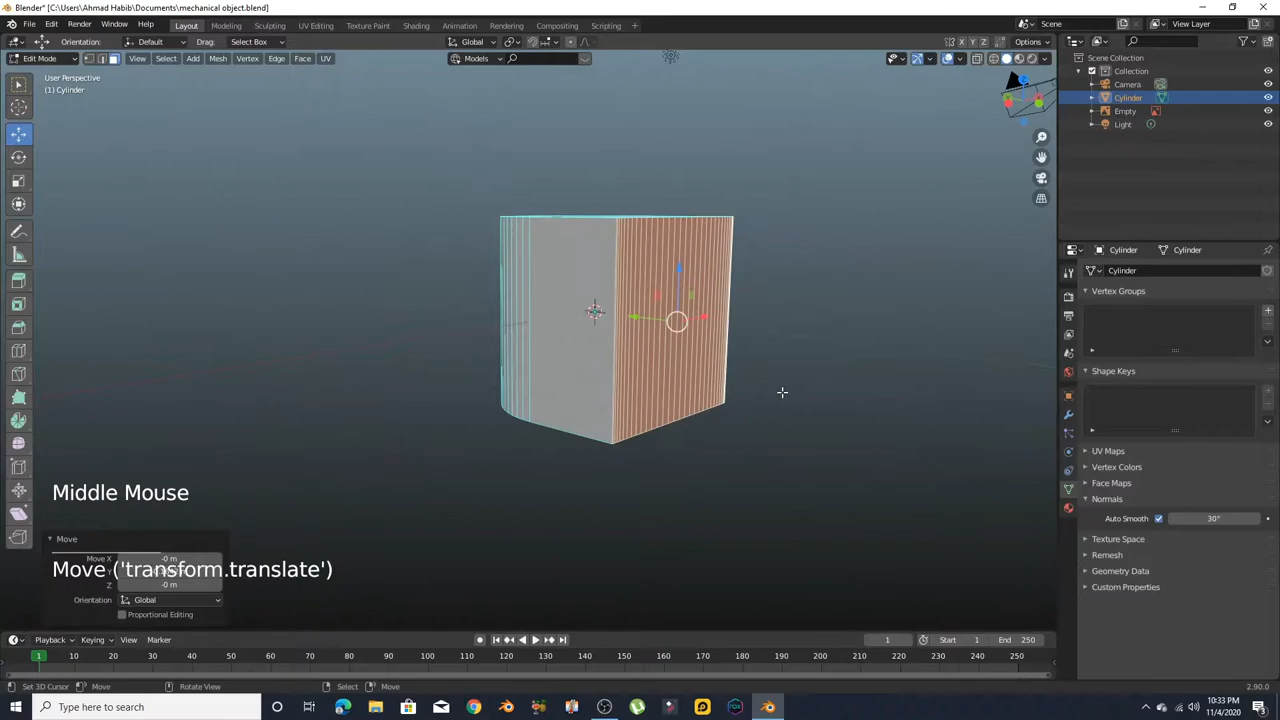 Blender* [C:\Users\Ahmad Habib\Documents\mechanical object.blend]
File Edit Render Window Help Layout Modeling Sculpting UV Editing Texture Paint Shading Animation Rendering Compositing Scripting + Scene View Layer
Orientation: Default Drag: Select Box Global X Y Z Options
Edit Mode View Select Add Mesh Vertex Edge Face UV Models
User Perspective
(1) Cylinder
Scene Collection
Collection
Camera
Cylinder
Empty
Light
Cylinder Cylinder
Cylinder
Vertex Groups
Shape Keys
UV Maps
Vertex Colors
Face Maps
Normals
Auto Smooth 30°
Texture Space
Remesh
Geometry Data
Custom Properties
Middle Mouse
Move
Move X -0 m
Move ('transform.translate')
Z -0 m
Orientation Global
Proportional Editing
Playback Keying View Marker 1 Start 1 End 250
1 10 20 30 40 50 60 70 80 90 100 110 120 130 140 150 160 170 180 190 200 210 220 230 240 250
Set 3D Cursor Move Rotate View Select Move 2.90.0
Type here to search
10:33 PM
11/4/2020